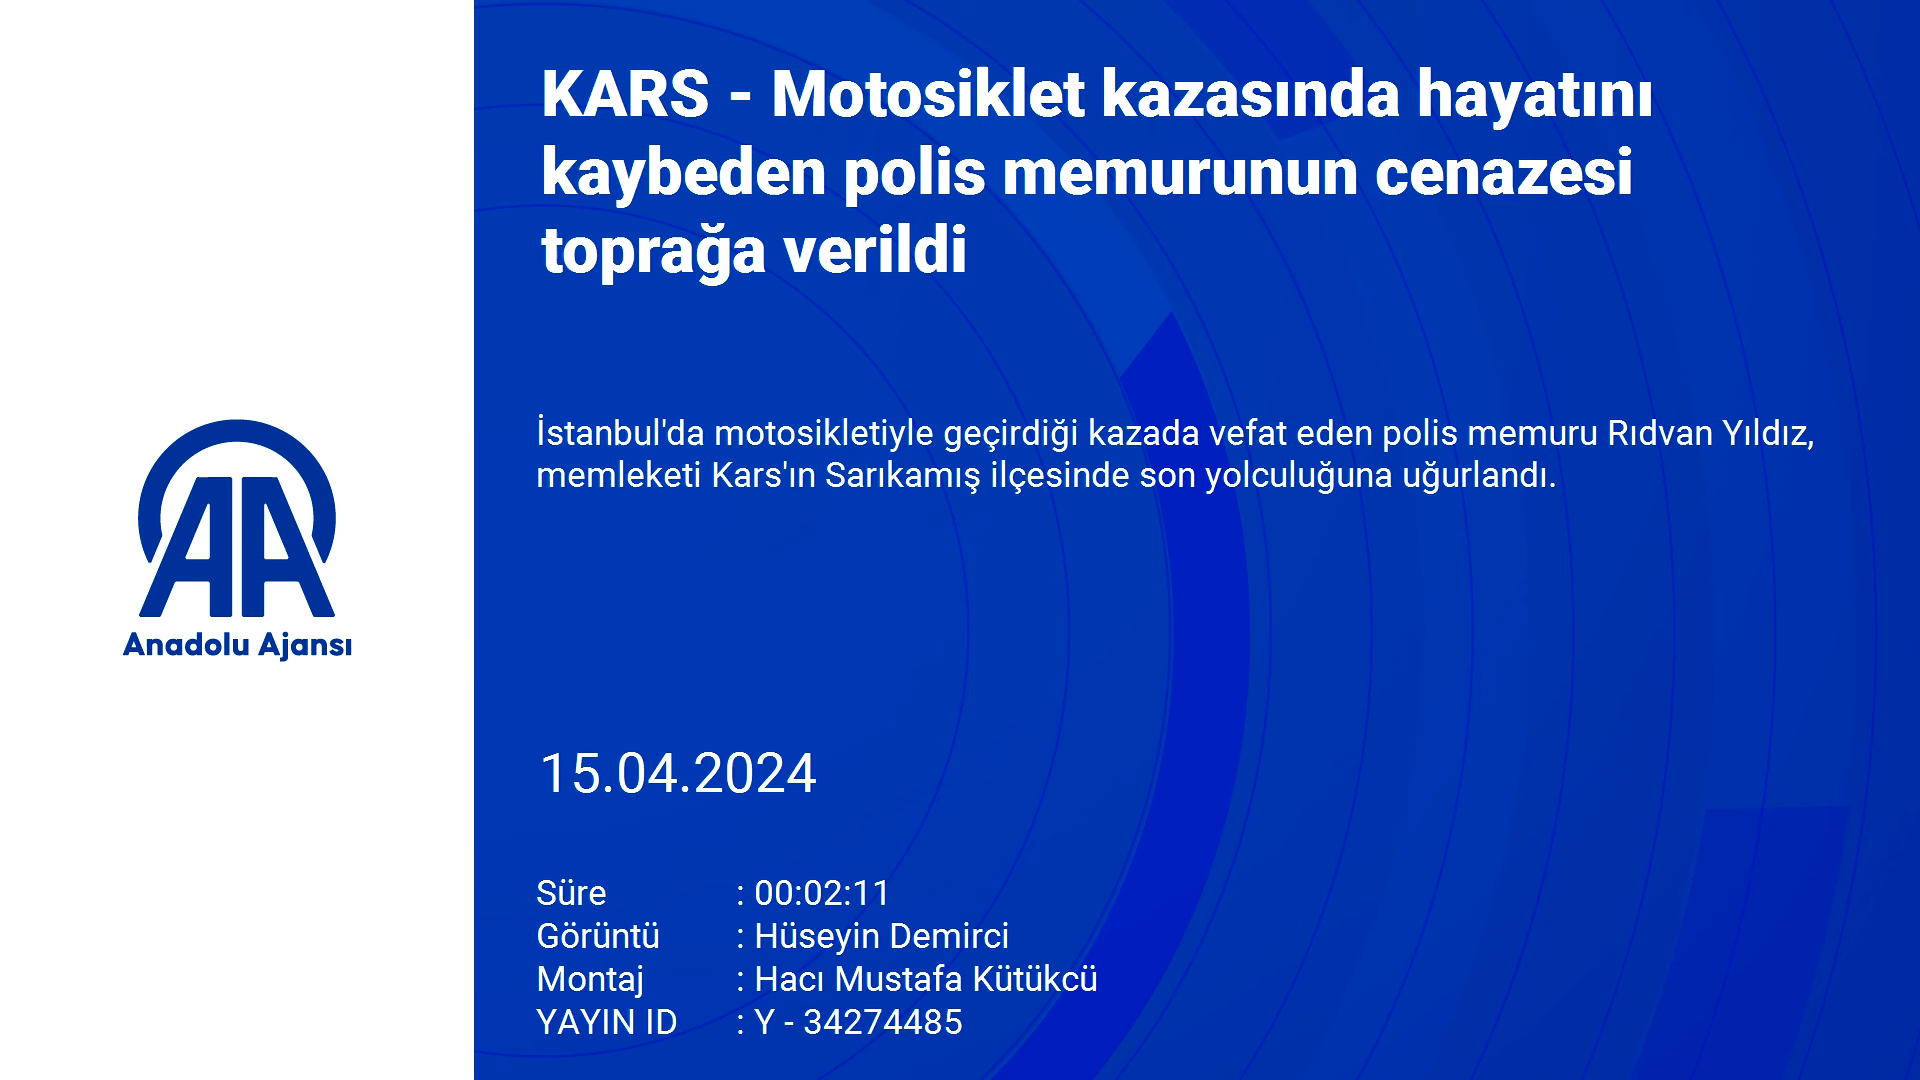 KARS - Motosiklet kazasında hayatını
kaybeden polis memurunun cenazesi
toprağa verildi
İstanbul'da motosikletiyle geçirdiği kazada vefat eden polis memuru Rıdvan Yıldız,
memleketi Kars'ın Sarıkamış ilçesinde son yolculuğuna uğurlandı.
AA
Anadolu Ajansı
15.04.2024
Süre : 00:02:11
Görüntü : Hüseyin Demirci
Montaj : Hacı Mustafa Kütükcü
YAYIN ID : Y - 34274485